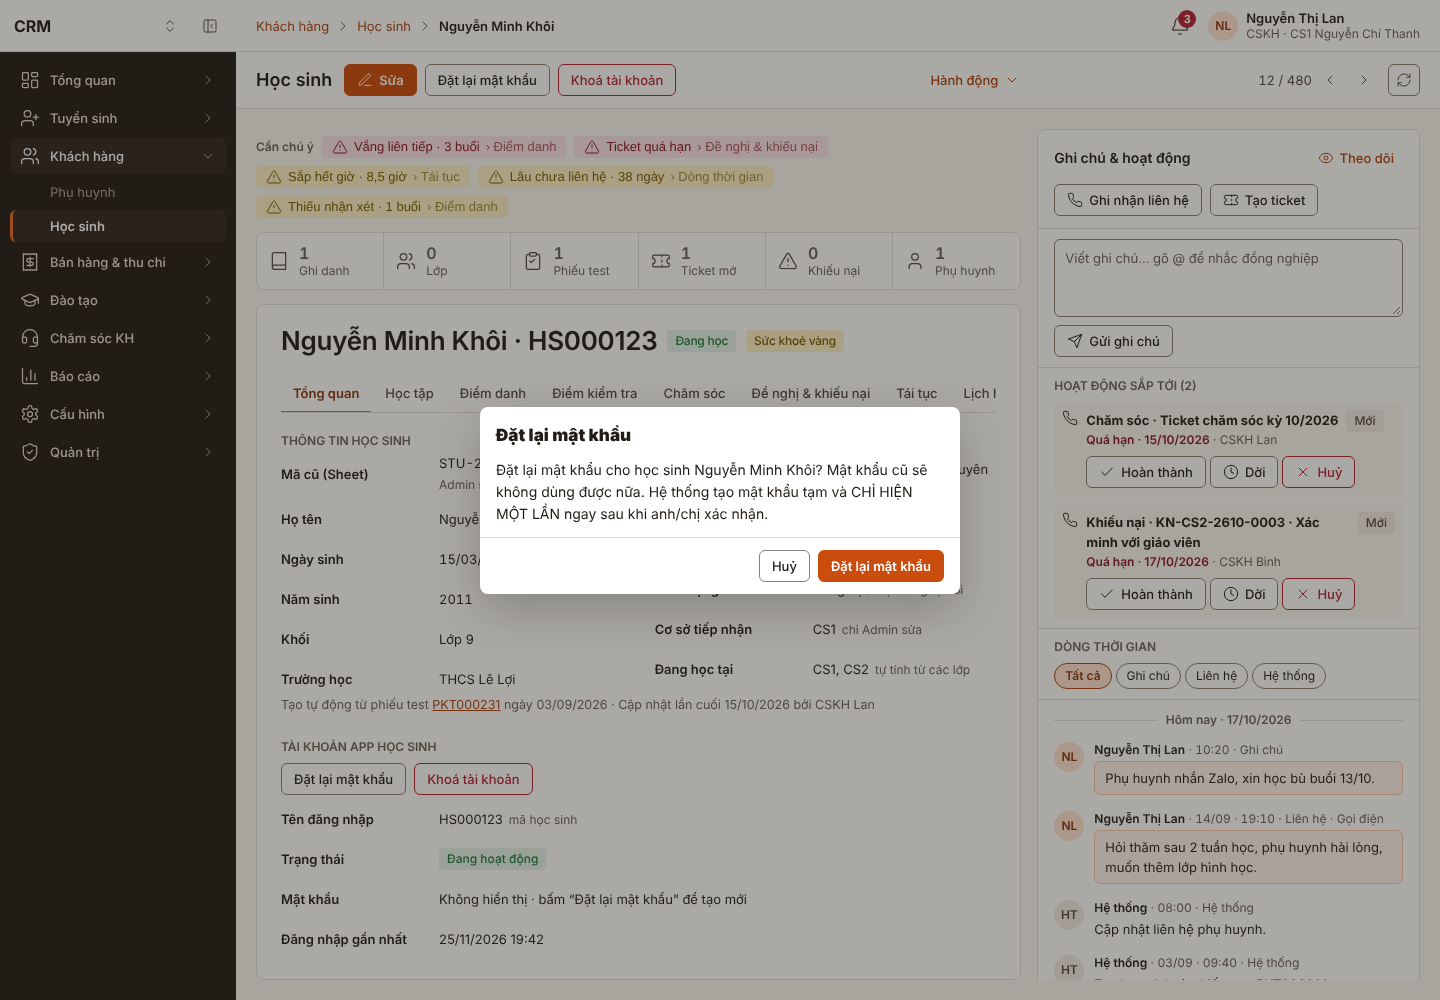 CRM
Khách hàng
Học sinh
Nguyễn Minh Khôi
3
NL
Nguyễn Thị Lan
CSKH · CS1 Nguyễn Chí Thanh
Tổng quan
Tuyển sinh
Khách hàng
Phụ huynh
Học sinh
Bán hàng & thu chi
Đào tạo
Chăm sóc KH
Báo cáo
Cấu hình
Quản trị
Học sinh
Sửa
Đặt lại mật khẩu
Khoá tài khoản
Hành động
12 / 480
Cần chú ý
Vắng liên tiếp · 3 buổi › Điểm danh
Ticket quá hạn › Đề nghị & khiếu nại
Sắp hết giờ · 8,5 giờ › Tái tục
Lâu chưa liên hệ · 38 ngày › Dòng thời gian
Thiếu nhận xét · 1 buổi › Điểm danh
1
Ghi danh
0
Lớp
1
Phiếu test
1
Ticket mở
0
Khiếu nại
1
Phụ huynh
Nguyễn Minh Khôi · HS000123
Đang học
Sức khoẻ vàng
Tổng quan
Học tập
Điểm danh
Điểm kiểm tra
Chăm sóc
Đề nghị & khiếu nại
Tái tục
Lịch
THÔNG TIN HỌC SINH
Mã cũ (Sheet)
STU-2
Admin
Họ tên
Nguyễ
Ngày sinh
15/03/
Năm sinh
2011
Khối
Lớp 9
Trường học
THCS Lê Lợi
uyên
Cơ sở tiếp nhận
CS1 chỉ Admin sửa
Đang học tại
CS1, CS2 tự tính từ các lớp
Tạo tự động từ phiếu test PKT000231 ngày 03/09/2026 · Cập nhật lần cuối 15/10/2026 bởi CSKH Lan
TÀI KHOẢN APP HỌC SINH
Đặt lại mật khẩu
Khoá tài khoản
Tên đăng nhập
HS000123 mã học sinh
Trạng thái
Đang hoạt động
Mật khẩu
Không hiển thị · bấm “Đặt lại mật khẩu” để tạo mới
Đăng nhập gần nhất
25/11/2026 19:42
Đặt lại mật khẩu
Đặt lại mật khẩu cho học sinh Nguyễn Minh Khôi? Mật khẩu cũ sẽ
không dùng được nữa. Hệ thống tạo mật khẩu tạm và CHỈ HIỆN
MỘT LẦN ngay sau khi anh/chị xác nhận.
Huỷ
Đặt lại mật khẩu
Ghi chú & hoạt động
Theo dõi
Ghi nhận liên hệ
Tạo ticket
Viết ghi chú... gõ @ để nhắc đồng nghiệp
Gửi ghi chú
HOẠT ĐỘNG SẮP TỚI (2)
Chăm sóc · Ticket chăm sóc kỳ 10/2026
Mới
Quá hạn · 15/10/2026 · CSKH Lan
Hoàn thành
Dời
Huỷ
Khiếu nại · KN-CS2-2610-0003 · Xác
minh với giáo viên
Mới
Quá hạn · 17/10/2026 · CSKH Bình
Hoàn thành
Dời
Huỷ
DÒNG THỜI GIAN
Tất cả
Ghi chú
Liên hệ
Hệ thống
Hôm nay · 17/10/2026
NL
Nguyễn Thị Lan · 10:20 · Ghi chú
Phụ huynh nhắn Zalo, xin học bù buổi 13/10.
NL
Nguyễn Thị Lan · 14/09 · 19:10 · Liên hệ · Gọi điện
Hỏi thăm sau 2 tuần học, phụ huynh hài lòng,
muốn thêm lớp hình học.
HT
Hệ thống · 08:00 · Hệ thống
Cập nhật liên hệ phụ huynh.
HT
Hệ thống · 03/09 · 09:40 · Hệ thống